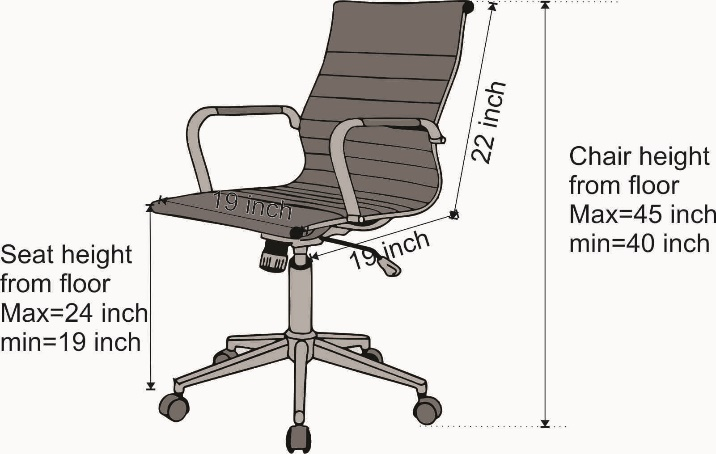 22 inch
Chair height
from floor
Max=45 inch
min=40 inch
19 inch
19 inch
Seat height
from floor
Max=24 inch
min=19 inch